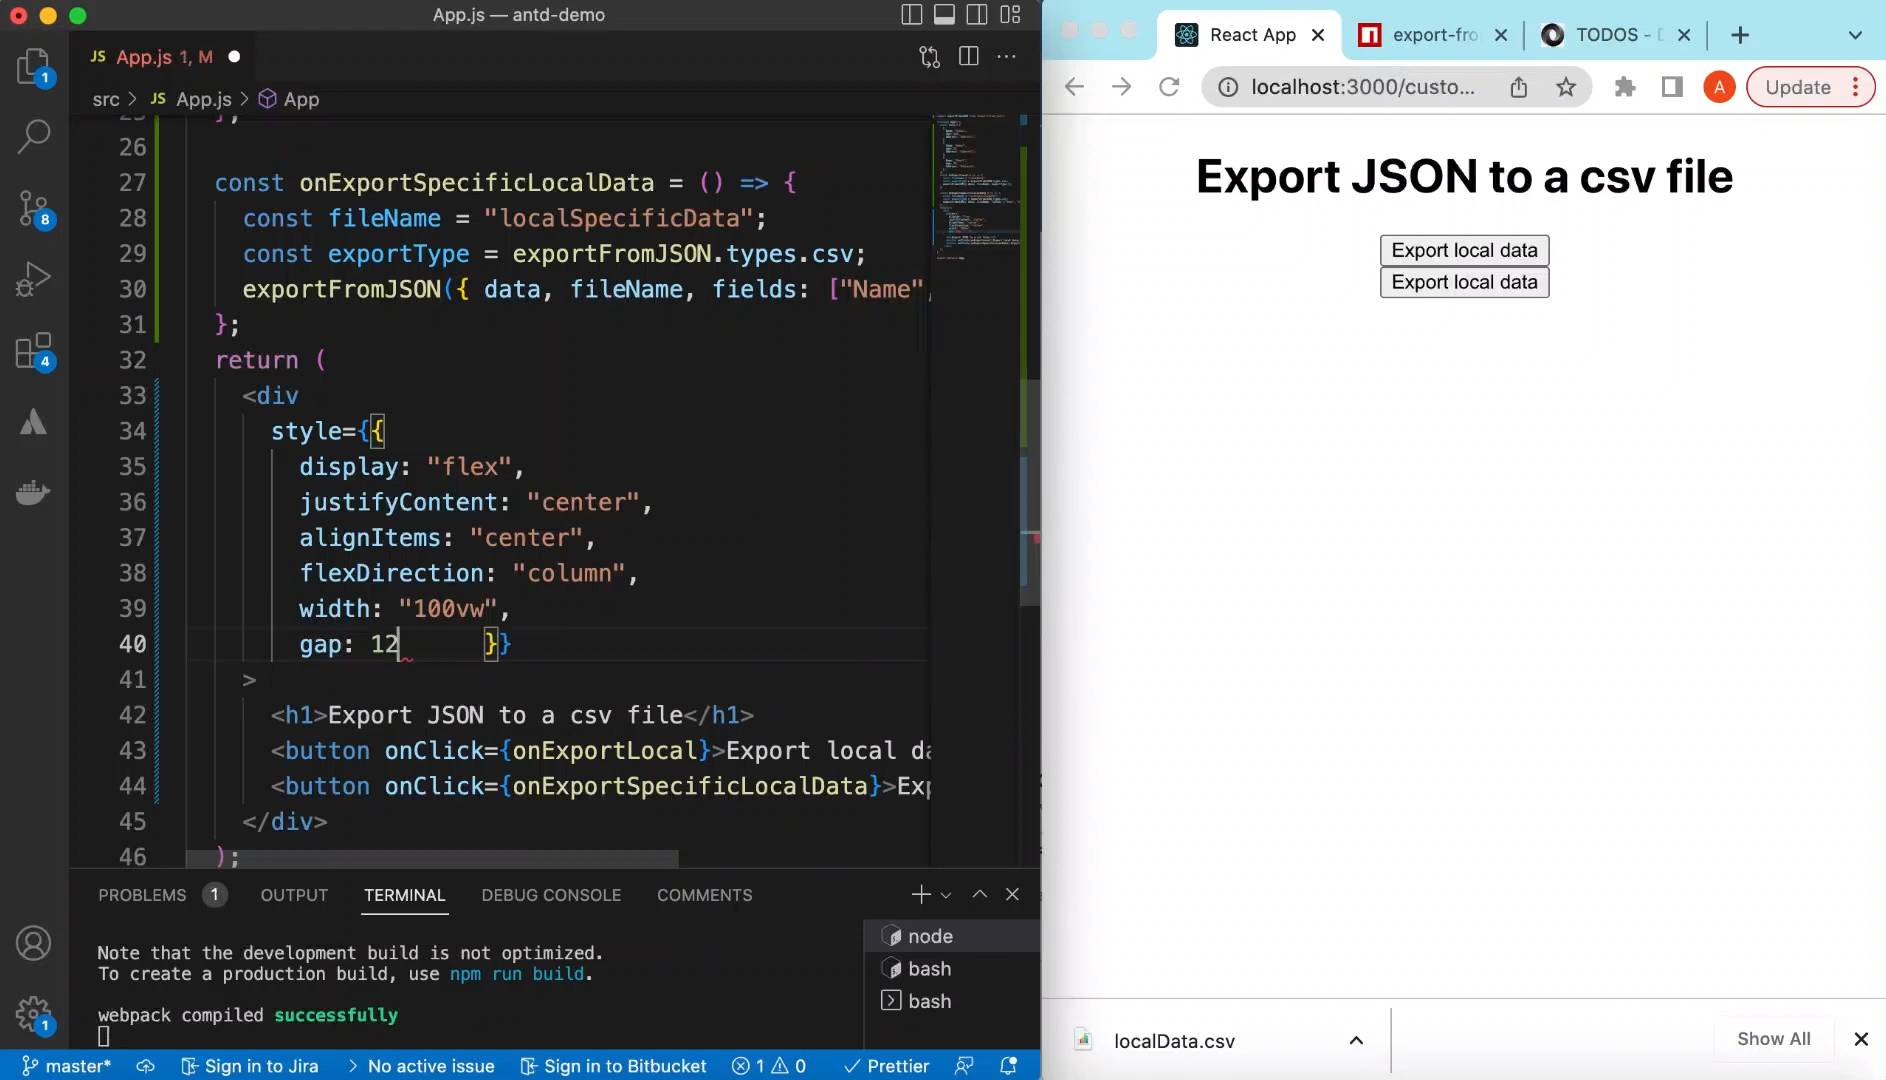 App.js — antd-demo
JS App.js 1, M
src > JS App.js > App
25 };
26
27 const onExportSpecificLocalData = () => {
28 const fileName = "localSpecificData";
29 const exportType = exportFromJSON.types.csv;
30 exportFromJSON({ data, fileName, fields: ["Name",
31 };
32 return (
33 <div
34 style={{
35 display: "flex",
36 justifyContent: "center",
37 alignItems: "center",
38 flexDirection: "column",
39 width: "100vw",
40 gap: 12 }}
41 >
42 <h1>Export JSON to a csv file</h1>
43 <button onClick={onExportLocal}>Export local da
44 <button onClick={onExportSpecificLocalData}>Exp
45 </div>
46 );
1
8
4
1
PROBLEMS 1 OUTPUT TERMINAL DEBUG CONSOLE COMMENTS
Note that the development build is not optimized.
To create a production build, use npm run build.
webpack compiled successfully
node
bash
bash
master* Sign in to Jira > No active issue Sign in to Bitbucket 1 0 Prettier
React App export-fro TODOS - D
localhost:3000/custo... A Update
Export JSON to a csv file
Export local data
Export local data
localData.csv Show All